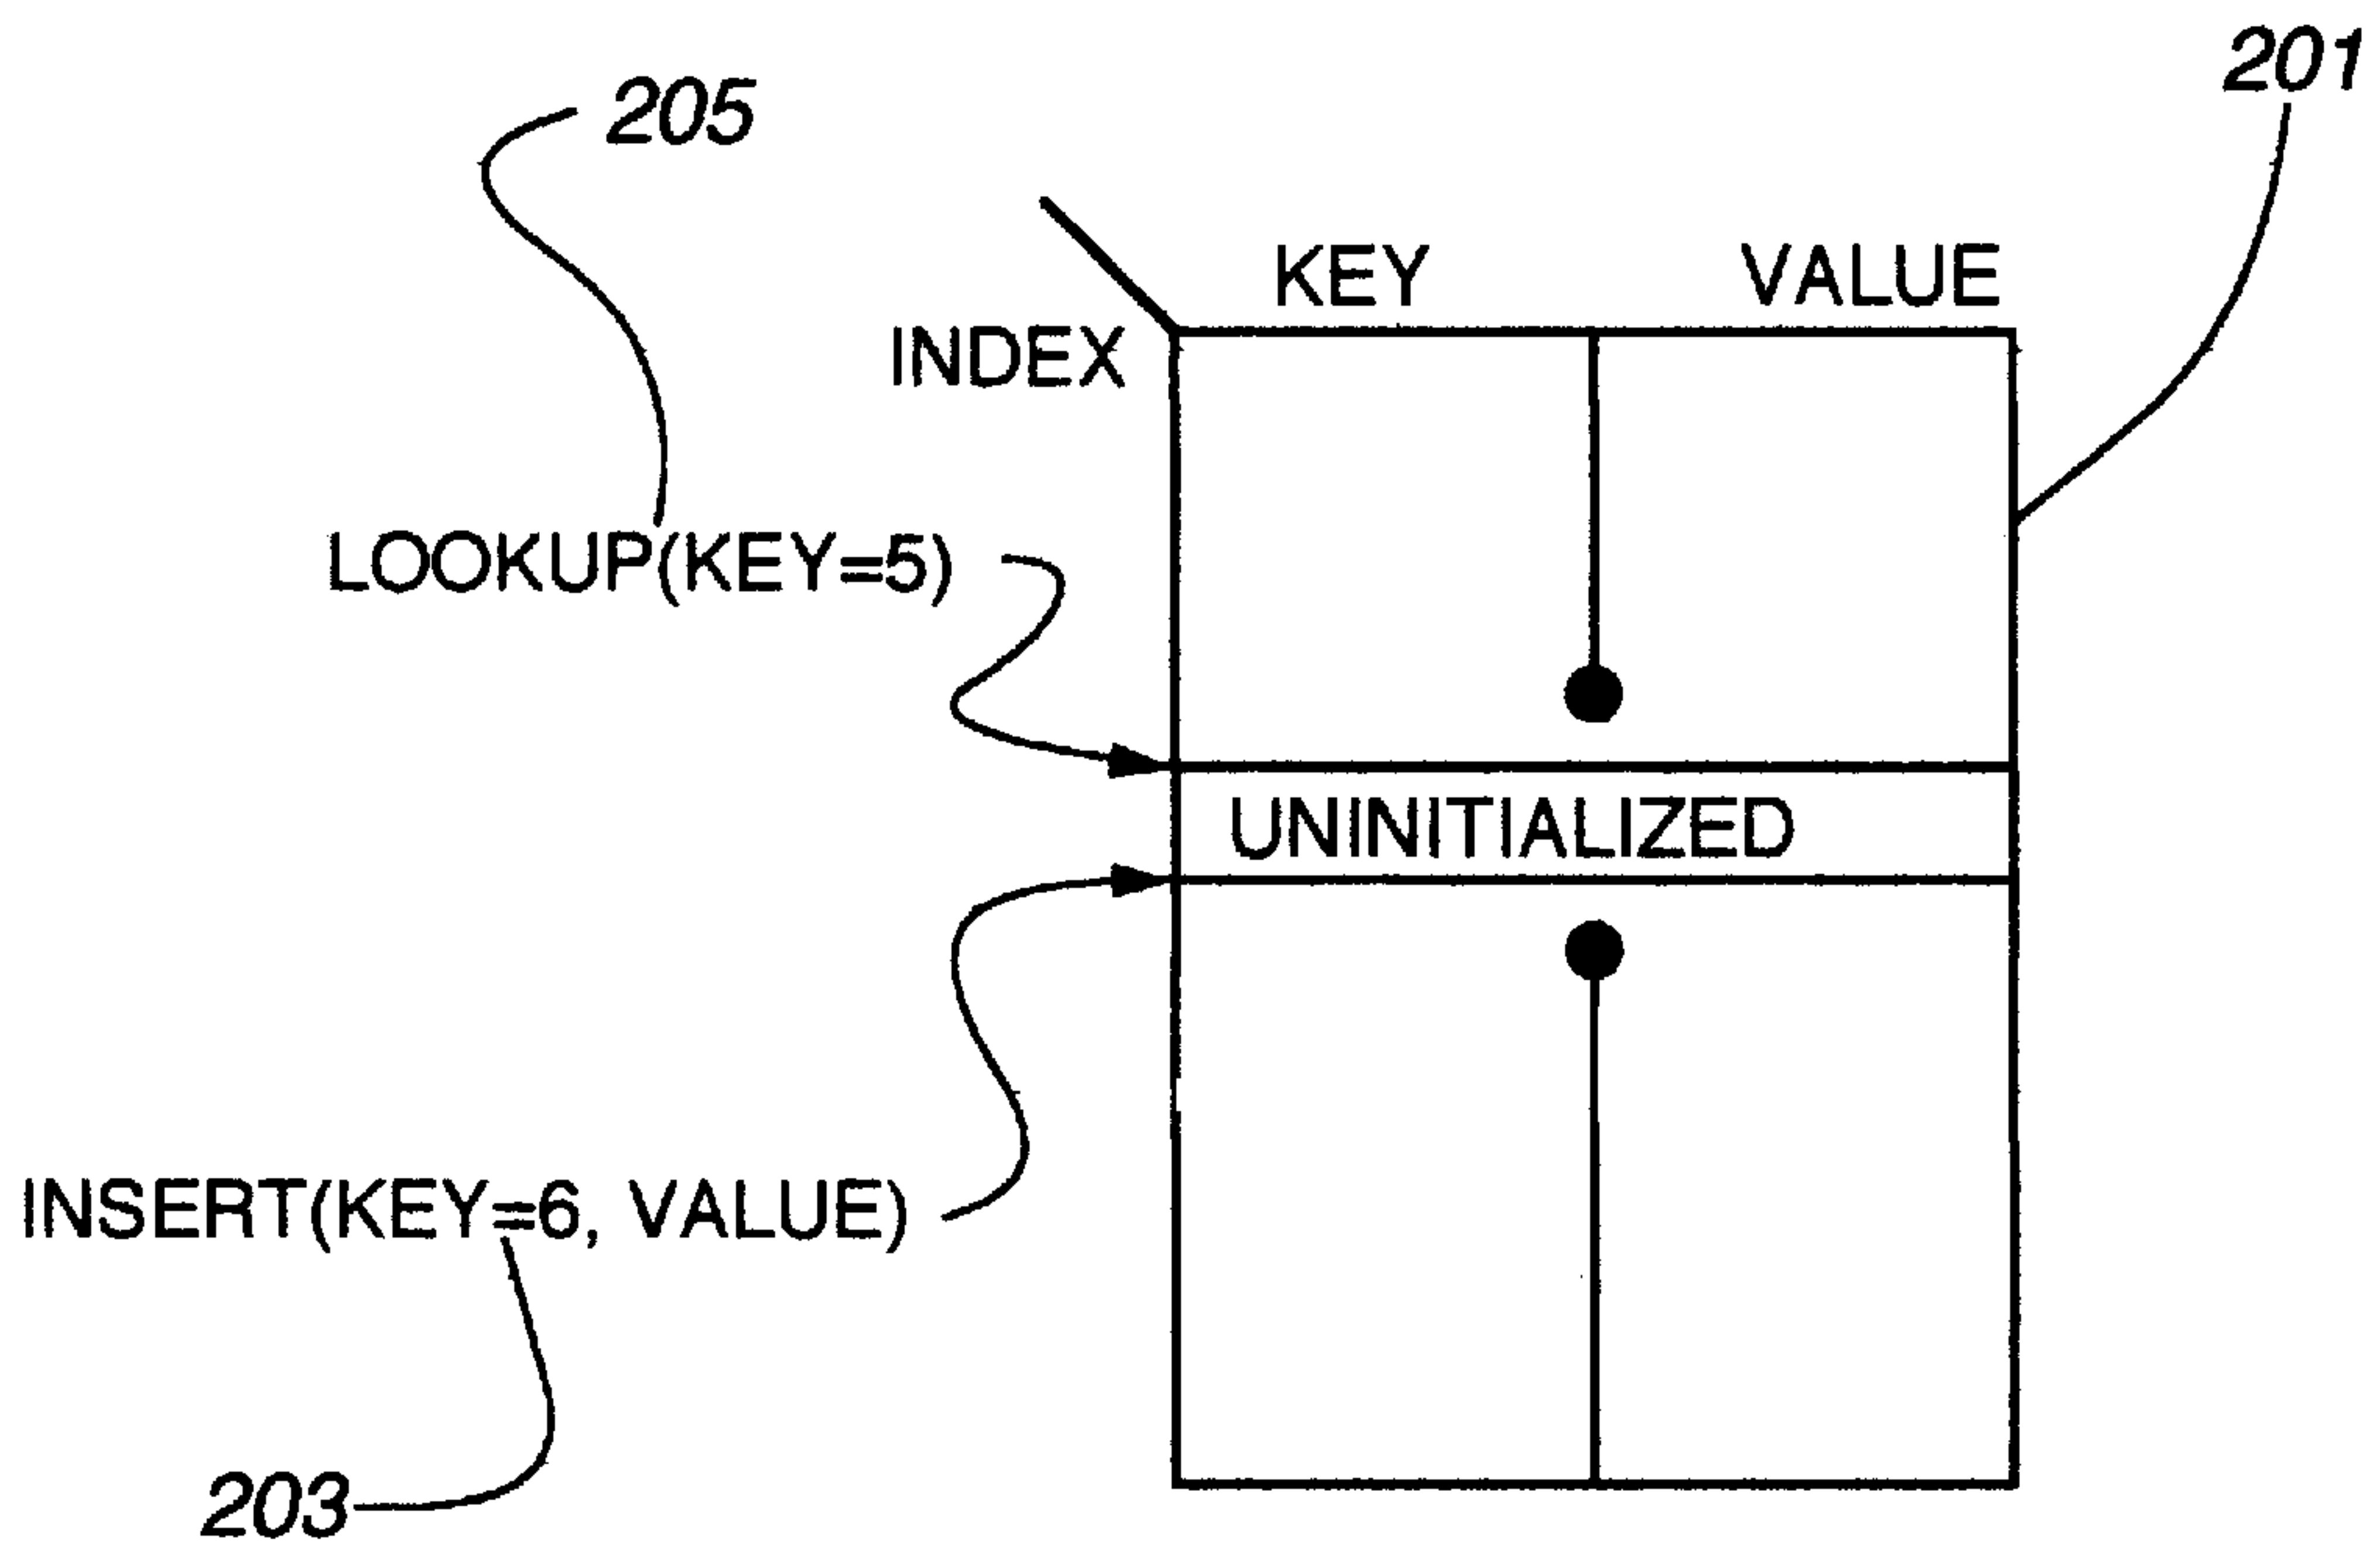 205
201
KEY VALUE
INDEX
LOOKUP(KEY=5)
UNINITIALIZED
INSERT(KEY=6, VALUE)
203